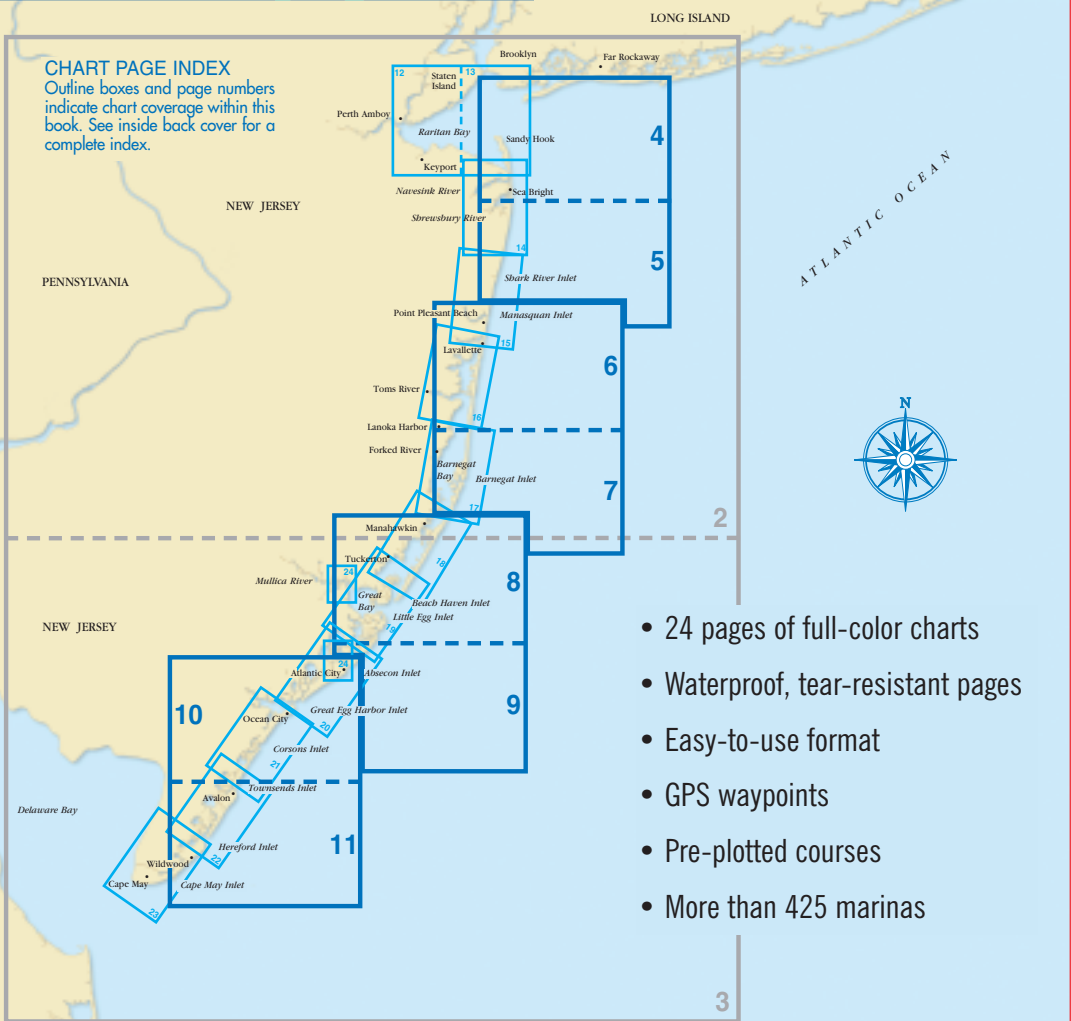 LONG ISLAND
CHART PAGE INDEX
Outline boxes and page numbers
indicate chart coverage within this
book. See inside back cover for a
complete index.
Brooklyn
Far Rockaway
12
Staten
Island
13
Perth Amboy
Raritan Bay
Sandy Hook
4
Keyport
Navesink River
Sea Bright
NEW JERSEY
Shrewsbury River
ATLANTIC OCEAN
14
5
PENNSYLVANIA
Shark River Inlet
Point Pleasant Beach
Manasquan Inlet
Lavallette
15
6
Toms River
N
16
Lanoka Harbor
Forked River
Barnegat
Bay
Barnegat Inlet
7
17
Manahawkin
2
Tuckerton
18
Mullica River
24
8
Great
Bay
Beach Haven Inlet
Little Egg Inlet
NEW JERSEY
19
24
Atlantic City
Absecon Inlet
9
10
Ocean City
Great Egg Harbor Inlet
20
Corsons Inlet
21
Townsends Inlet
Avalon
Delaware Bay
Hereford Inlet
11
22
Wildwood
Cape May
Cape May Inlet
23
• 24 pages of full-color charts
• Waterproof, tear-resistant pages
• Easy-to-use format
• GPS waypoints
• Pre-plotted courses
• More than 425 marinas
3